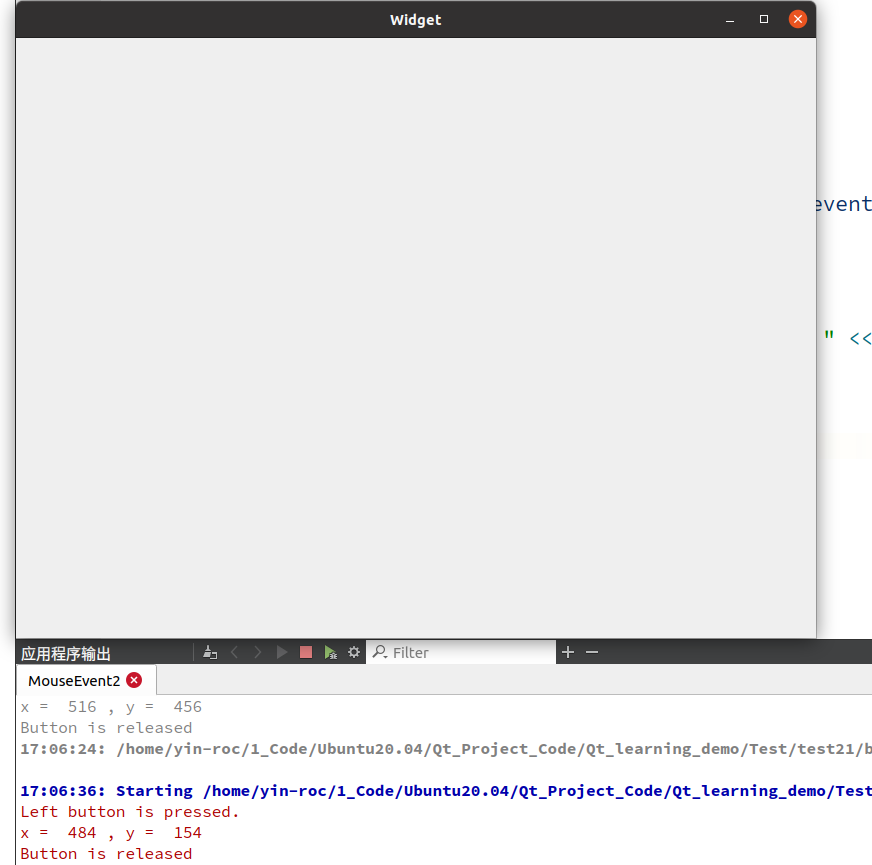 Widget
event
" <<
应用程序输出
Filter
MouseEvent2
x =  516 , y =  456
Button is released
17:06:24: /home/yin-roc/1_Code/Ubuntu20.04/Qt_Project_Code/Qt_learning_demo/Test/test21/b
17:06:36: Starting /home/yin-roc/1_Code/Ubuntu20.04/Qt_Project_Code/Qt_learning_demo/Test
Left button is pressed.
x =  484 , y =  154
Button is released